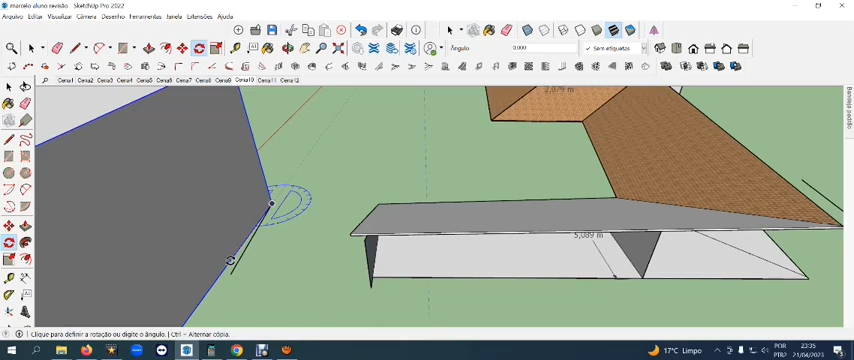 marcelo aluno revisão - SketchUp Pro 2022
Arquivo Editar Visualizar Câmera Desenho Ferramentas Janela Extensões Ajuda
Ângulo 0,000 Sem etiquetas
Cena1 Cena2 Cena3 Cena4 Cena5 Cena6 Cena7 Cena8 Cena9 Cena10 Cena11 Cena12
Bandeja padrão
2,079 m
5,089 m
Clique para definir a rotação ou digite o ângulo. | Ctrl = Alternar cópia.
17°C Limpo
POR
PTB2
23:35
21/04/2023